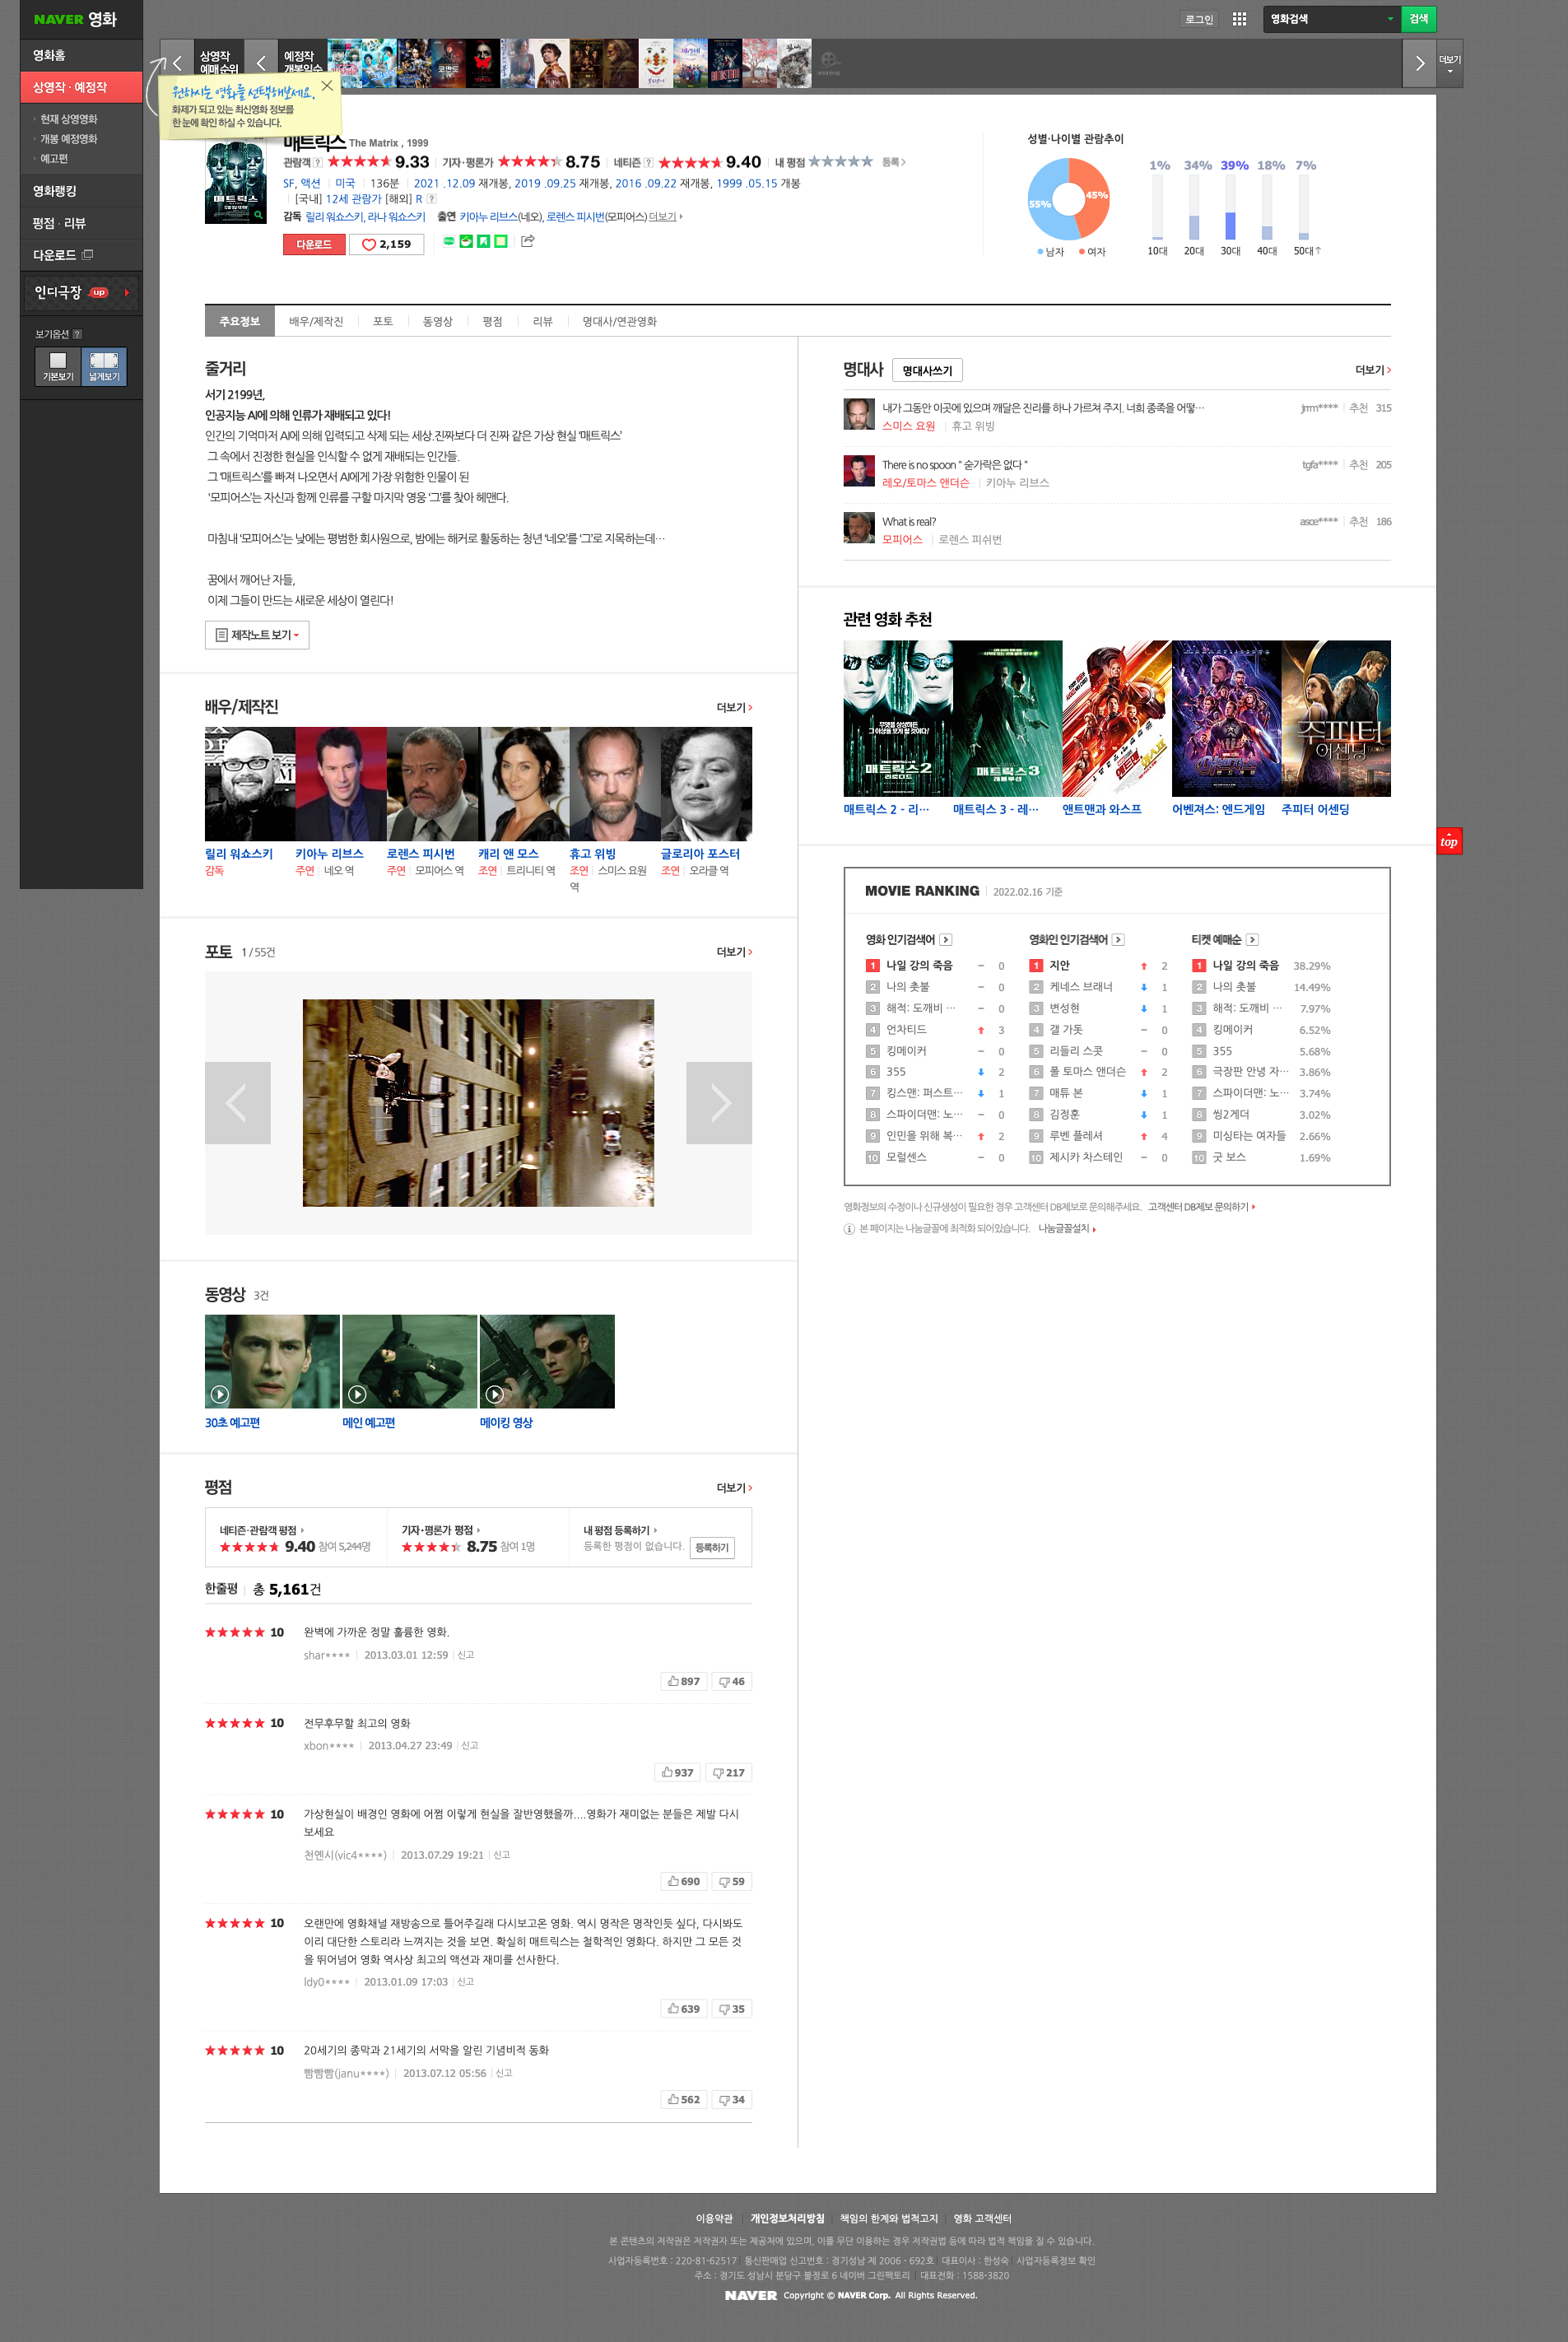 NAVER 영화
로그인
영화검색
검색
영화홈
상영작 · 예정작
현재 상영영화
개봉 예정영화
예고편
영화랭킹
평점 · 리뷰
다운로드
인디극장 up
보기옵션 ?
기본보기
넓게보기
상영작
예매순위
예정작
개봉일순
더보기
원하시는 영화를 선택해보세요.
화제가 되고 있는 최신영화 정보를
한 눈에 확인 하실 수 있습니다.
매트릭스 The Matrix , 1999
관람객 ? 9.33 기자·평론가 8.75 네티즌 ? 9.40 내 평점 등록
SF, 액션 미국 136분 2021 .12.09 재개봉, 2019 .09.25 재개봉, 2016 .09.22 재개봉, 1999 .05.15 개봉
[국내] 12세 관람가 [해외] R ?
감독 릴리 워쇼스키, 라나 워쇼스키 출연 키아누 리브스(네오), 로렌스 피시번(모피어스) 더보기
다운로드 2,159
매트릭스
성별·나이별 관람추이
55%
45%
남자 여자
1% 34% 39% 18% 7%
10대 20대 30대 40대 50대↑
주요정보 배우/제작진 포토 동영상 평점 리뷰 명대사/연관영화
줄거리
서기 2199년,
인공지능 AI에 의해 인류가 재배되고 있다!
인간의 기억마저 AI에 의해 입력되고 삭제 되는 세상.진짜보다 더 진짜 같은 가상 현실 '매트릭스'
그 속에서 진정한 현실을 인식할 수 없게 재배되는 인간들.
그 '매트릭스'를 빠져 나오면서 AI에게 가장 위험한 인물이 된
'모피어스'는 자신과 함께 인류를 구할 마지막 영웅 '그'를 찾아 헤맨다.
마침내 '모피어스'는 낮에는 평범한 회사원으로, 밤에는 해커로 활동하는 청년 '네오'를 '그'로 지목하는데…
꿈에서 깨어난 자들,
이제 그들이 만드는 새로운 세상이 열린다!
제작노트 보기
배우/제작진
더보기
릴리 워쇼스키 키아누 리브스 로렌스 피시번 캐리 앤 모스 휴고 위빙 글로리아 포스터
감독 주연 네오 역 주연 모피어스 역 조연 트리니티 역 조연 스미스 요원 조연 오라클 역
역
포토 1 / 55건
더보기
동영상 3건
30초 예고편 메인 예고편 메이킹 영상
평점
더보기
네티즌·관람객 평점 기자·평론가 평점 내 평점 등록하기
9.40 참여 5,244명 8.75 참여 1명 등록한 평점이 없습니다. 등록하기
한줄평 총 5,161건
10 완벽에 가까운 정말 훌륭한 영화.
shar**** 2013.03.01 12:59 신고
897 46
10 전무후무할 최고의 영화
xbon**** 2013.04.27 23:49 신고
937 217
10 가상현실이 배경인 영화에 어쩜 이렇게 현실을 잘반영했을까....영화가 재미없는 분들은 제발 다시
보세요
천옌시(vic4****) 2013.07.29 19:21 신고
690 59
10 오랜만에 영화채널 재방송으로 틀어주길래 다시보고온 영화. 역시 명작은 명작인듯 싶다, 다시봐도
이리 대단한 스토리라 느껴지는 것을 보면. 확실히 매트릭스는 철학적인 영화다. 하지만 그 모든 것
을 뛰어넘어 영화 역사상 최고의 액션과 재미를 선사한다.
ldy0**** 2013.01.09 17:03 신고
639 35
10 20세기의 종막과 21세기의 서막을 알린 기념비적 동화
빰빰빰(janu****) 2013.07.12 05:56 신고
562 34
명대사 명대사쓰기
더보기
내가 그동안 이곳에 있으며 깨달은 진리를 하나 가르쳐 주지. 너희 종족을 어떻… jrrm**** 추천 315
스미스 요원 휴고 위빙
There is no spoon " 숟가락은 없다 " tgfa**** 추천 205
레오/토마스 앤더슨 키아누 리브스
What is real? asce**** 추천 186
모피어스 로렌스 피쉬번
관련 영화 추천
무엇을 상상하든
그 이상을 보게 될 것이다!
매트릭스2
매트릭스3
주피터
어센딩
매트릭스 2 - 리… 매트릭스 3 - 레… 앤트맨과 와스프 어벤져스: 엔드게임 주피터 어센딩
top
MOVIE RANKING 2022.02.16 기준
영화 인기검색어 영화인 인기검색어 티켓 예매순
1 나일 강의 죽음 0 1 지안 2 1 나일 강의 죽음 38.29%
2 나의 촛불 0 2 케네스 브래너 1 2 나의 촛불 14.49%
3 해적: 도깨비 … 0 3 변성현 1 3 해적: 도깨비 … 7.97%
4 언차티드 3 4 갤 가돗 0 4 킹메이커 6.52%
5 킹메이커 0 5 리들리 스콧 0 5 355 5.68%
6 355 2 6 폴 토마스 앤더슨 2 6 극장판 안녕 자… 3.86%
7 킹스맨: 퍼스트… 1 7 매튜 본 1 7 스파이더맨: 노… 3.74%
8 스파이더맨: 노… 0 8 김정훈 1 8 씽2게더 3.02%
9 인민을 위해 복… 2 9 루벤 플레셔 4 9 미싱타는 여자들 2.66%
10 모럴센스 0 10 제시카 차스테인 0 10 굿 보스 1.69%
영화정보의 수정이나 신규생성이 필요한 경우 고객센터 DB제보로 문의해주세요. 고객센터 DB제보 문의하기
본 페이지는 나눔글꼴에 최적화 되어있습니다. 나눔글꼴설치
이용약관 개인정보처리방침 책임의 한계와 법적고지 영화 고객센터
본 콘텐츠의 저작권은 저작권자 또는 제공처에 있으며, 이를 무단 이용하는 경우 저작권법 등에 따라 법적 책임을 질 수 있습니다.
사업자등록번호 : 220-81-62517 통신판매업 신고번호 : 경기성남 제 2006 - 692호 대표이사 : 한성숙 사업자등록정보 확인
주소 : 경기도 성남시 분당구 불정로 6 네이버 그린팩토리 대표전화 : 1588-3820
NAVER Copyright © NAVER Corp. All Rights Reserved.